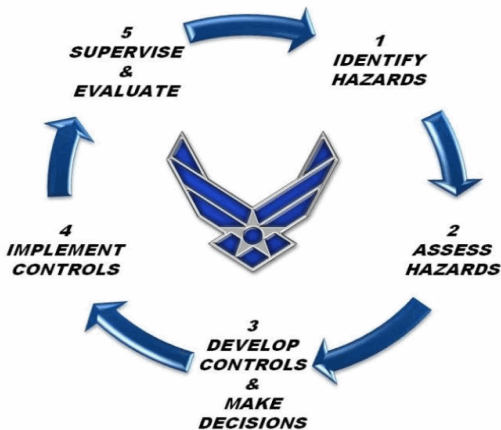 1
IDENTIFY
HAZARDS
2
ASSESS
HAZARDS
3
DEVELOP
CONTROLS
&
MAKE
DECISIONS
4
IMPLEMENT
CONTROLS
5
SUPERVISE
&
EVALUATE